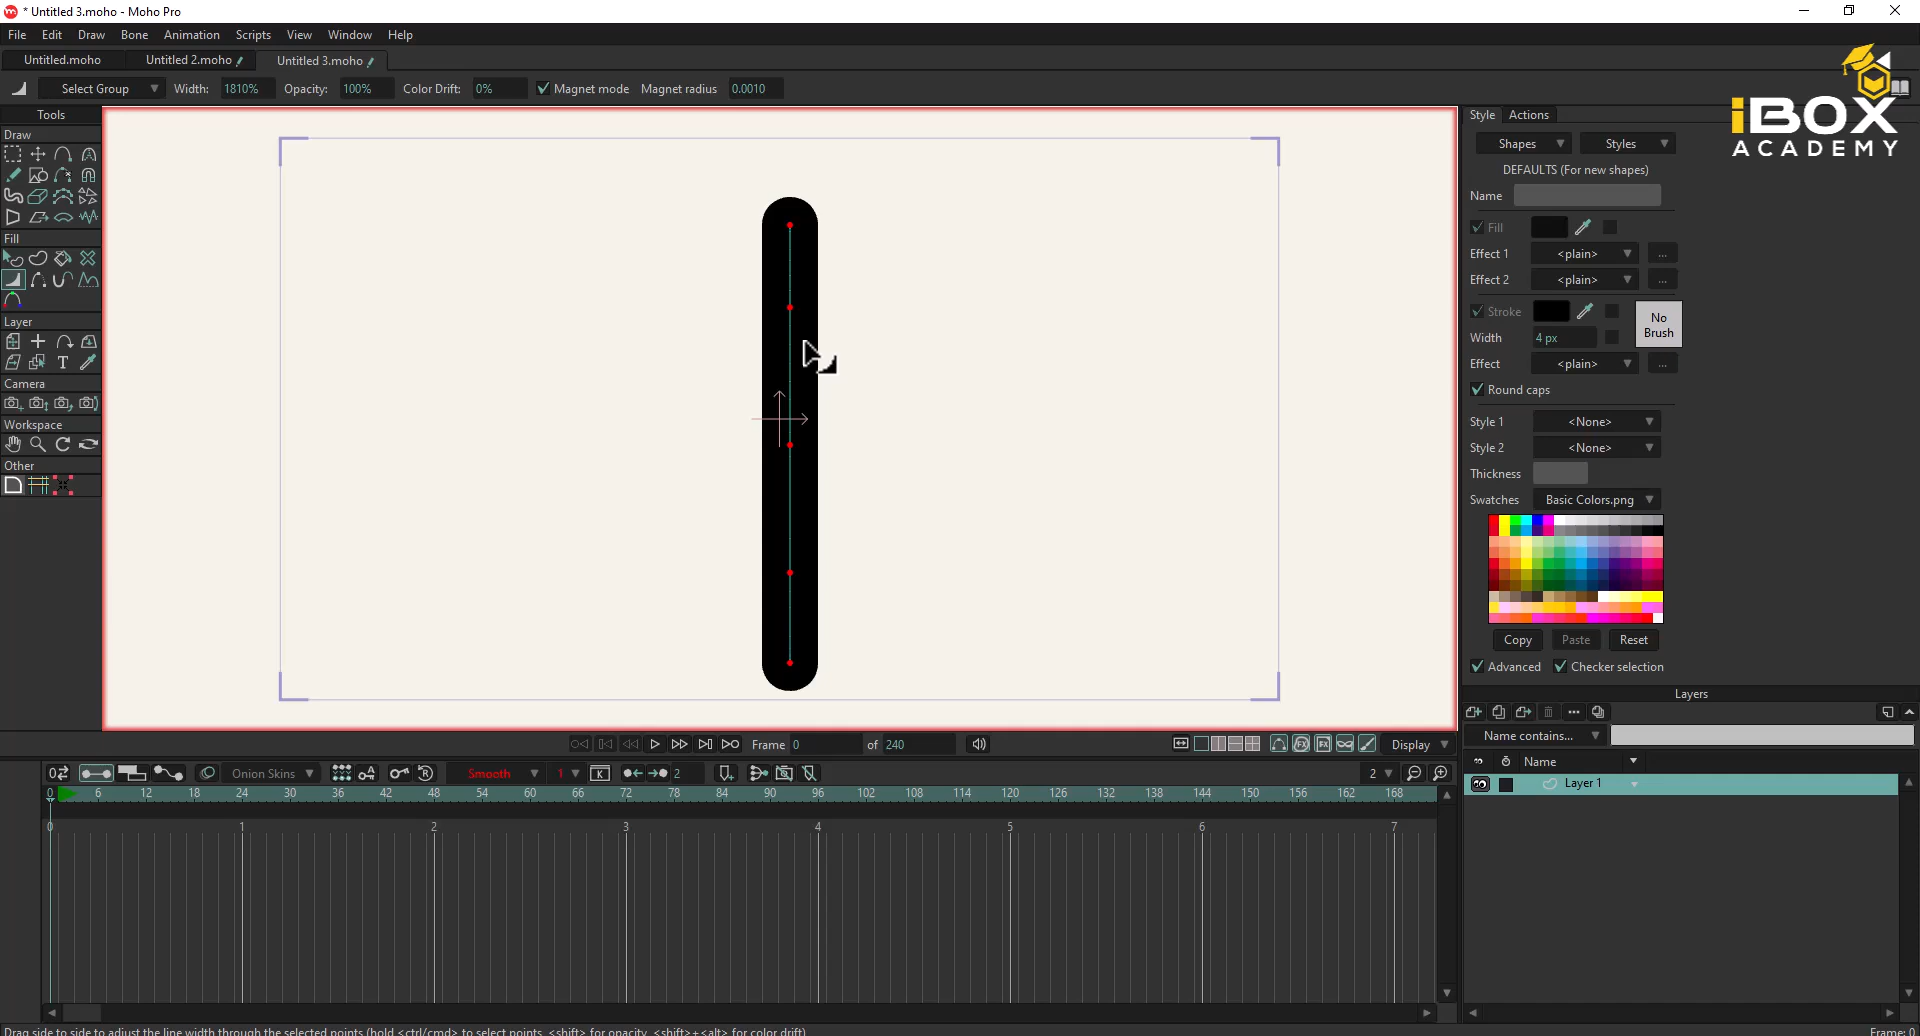 * Untitled 3.moho - Moho Pro
File Edit Draw Bone Animation Scripts View Window Help
Untitled.moho Untitled 2.moho Untitled 3.moho
Select Group Width: 1810% Opacity: 100% Color Drift: 0% Magnet mode Magnet radius 0.0010
iBOX
ACADEMY
Tools
Draw
Fill
Layer
T
Camera
Workspace
Other
Style Actions
Shapes Styles
DEFAULTS (For new shapes)
Name
Fill
Effect 1 <plain> ...
Effect 2 <plain> ...
Stroke
No
Brush
Width 4 px
Effect <plain> ...
Round caps
Style 1 <None>
Style 2 <None>
Thickness
Swatches Basic Colors.png
Copy Paste Reset
Advanced Checker selection
Layers
Name contains...
Name
Layer 1
Frame 0 of 240 Display
Onion Skins Smooth 1 K 2 2
0 6 12 18 24 30 36 42 48 54 60 66 72 78 84 90 96 102 108 114 120 126 132 138 144 150 156 162 168
0 1 2 3 4 5 6 7
Drag side to side to adjust the line width through the selected points (hold <ctrl/cmd> to select points, <shift> for opacity, <shift>+<alt> for color drift) Frame: 0